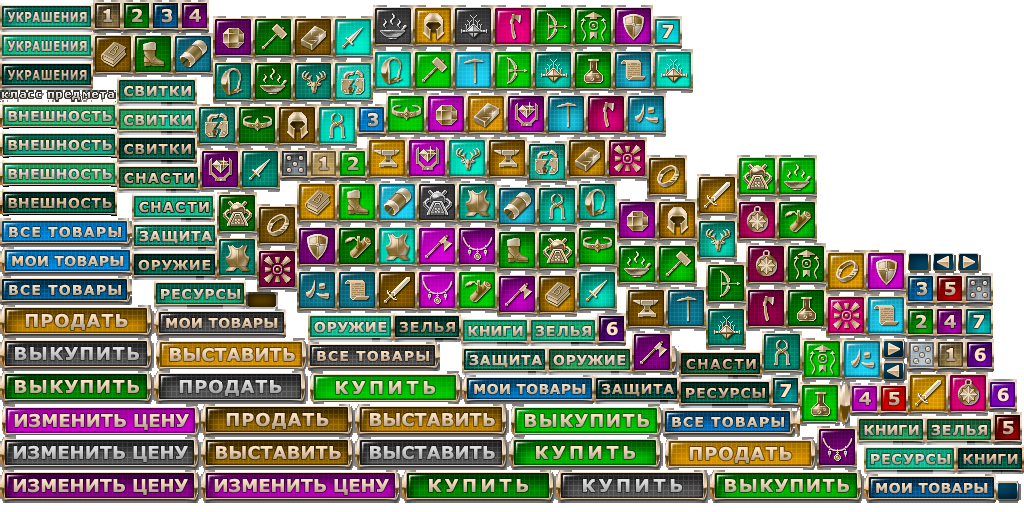 УКРАШЕНИЯ 1 2 3 4
7
УКРАШЕНИЯ
УКРАШЕНИЯ
класс предмета СВИТКИ
ВНЕШНОСТЬ СВИТКИ 3
ВНЕШНОСТЬ СВИТКИ
1 2
ВНЕШНОСТЬ СНАСТИ
ВНЕШНОСТЬ СНАСТИ
ВСЕ ТОВАРЫ ЗАЩИТА
МОИ ТОВАРЫ ОРУЖИЕ
ВСЕ ТОВАРЫ РЕСУРСЫ 3 5
ПРОДАТЬ МОИ ТОВАРЫ ОРУЖИЕ ЗЕЛЬЯ КНИГИ ЗЕЛЬЯ 6 2 4 7
ВЫКУПИТЬ ВЫСТАВИТЬ ВСЕ ТОВАРЫ ЗАЩИТА ОРУЖИЕ СНАСТИ 1 6
ВЫКУПИТЬ ПРОДАТЬ КУПИТЬ МОИ ТОВАРЫ ЗАЩИТА РЕСУРСЫ 7 4 5 6
ИЗМЕНИТЬ ЦЕНУ ПРОДАТЬ ВЫСТАВИТЬ ВЫКУПИТЬ ВСЕ ТОВАРЫ КНИГИ ЗЕЛЬЯ 5
ИЗМЕНИТЬ ЦЕНУ ВЫСТАВИТЬ ВЫСТАВИТЬ КУПИТЬ ПРОДАТЬ РЕСУРСЫ КНИГИ
ИЗМЕНИТЬ ЦЕНУ ИЗМЕНИТЬ ЦЕНУ КУПИТЬ КУПИТЬ ВЫКУПИТЬ МОИ ТОВАРЫ